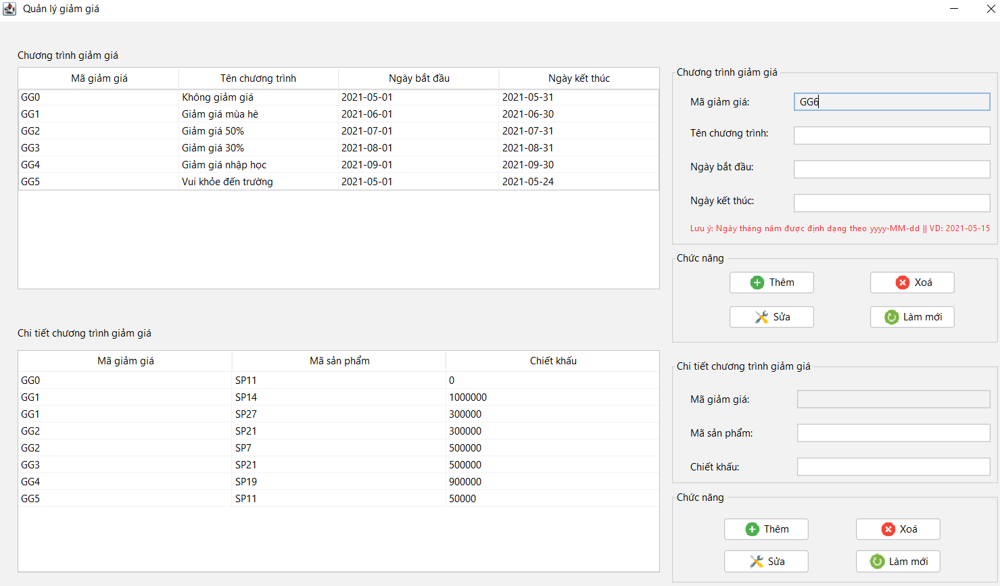 Quản lý giảm giá
Chương trình giảm giá
Mã giảm giá Tên chương trình Ngày bắt đầu Ngày kết thúc
GG0 Không giảm giá 2021-05-01 2021-05-31
GG1 Giảm giá mùa hè 2021-06-01 2021-06-30
GG2 Giảm giá 50% 2021-07-01 2021-07-31
GG3 Giảm giá 30% 2021-08-01 2021-08-31
GG4 Giảm giá nhập học 2021-09-01 2021-09-30
GG5 Vui khỏe đến trường 2021-05-01 2021-05-24
Chương trình giảm giá
Mã giảm giá: GG6
Tên chương trình:
Ngày bắt đầu:
Ngày kết thúc:
Lưu ý: Ngày tháng năm được định dạng theo yyyy-MM-dd || VD: 2021-05-15
Chức năng
Thêm Xoá
Sửa Làm mới
Chi tiết chương trình giảm giá
Mã giảm giá Mã sản phẩm Chiết khấu
GG0 SP11 0
GG1 SP14 1000000
GG1 SP27 300000
GG2 SP21 300000
GG2 SP7 500000
GG3 SP21 500000
GG4 SP19 900000
GG5 SP11 50000
Chi tiết chương trình giảm giá
Mã giảm giá:
Mã sản phẩm:
Chiết khấu:
Chức năng
Thêm Xoá
Sửa Làm mới